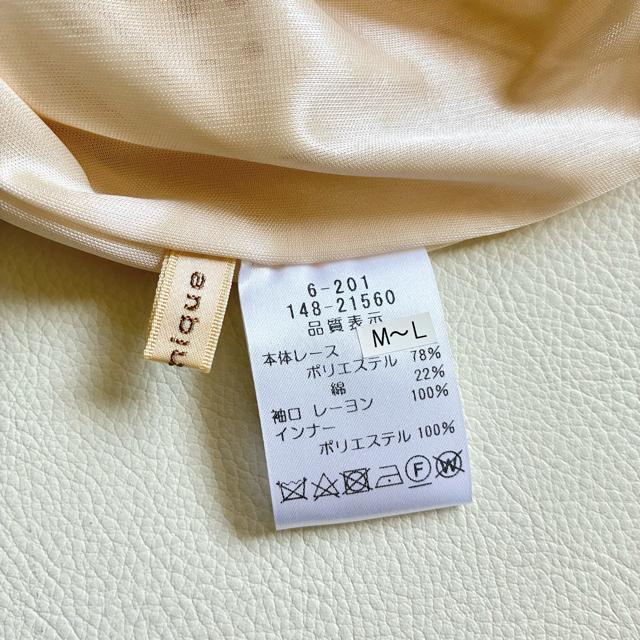 unique
6-201
148-21560
品質表示
M～L
本体レース
ポリエステル 78%
綿 22%
袖口 レーヨン 100%
インナー
ポリエステル 100%
F W